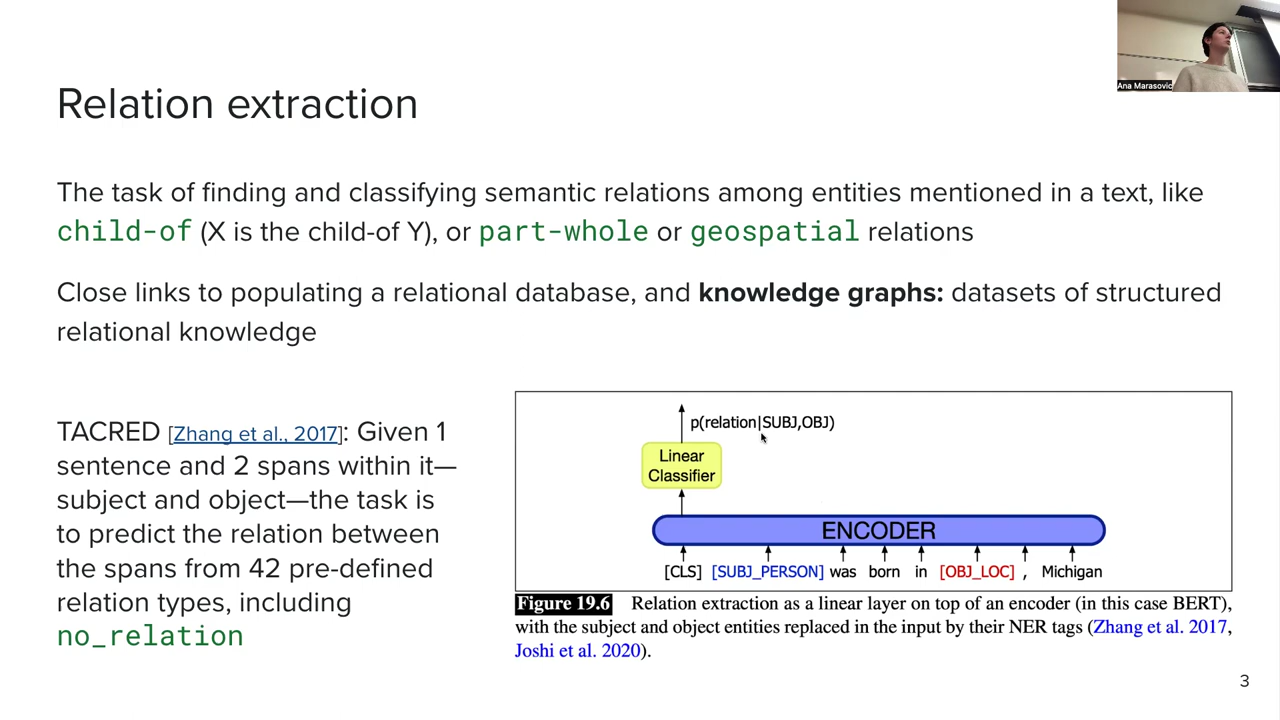 Ana Marasovic
Relation extraction
The task of finding and classifying semantic relations among entities mentioned in a text, like
child-of (X is the child-of Y), or part-whole or geospatial relations
Close links to populating a relational database, and knowledge graphs: datasets of structured
relational knowledge
TACRED [Zhang et al., 2017]: Given 1
sentence and 2 spans within it—
subject and object—the task is
to predict the relation between
the spans from 42 pre-defined
relation types, including
no_relation
p(relation|SUBJ,OBJ)
Linear
Classifier
ENCODER
[CLS] [SUBJ_PERSON] was born in [OBJ_LOC] , Michigan
Figure 19.6 Relation extraction as a linear layer on top of an encoder (in this case BERT),
with the subject and object entities replaced in the input by their NER tags (Zhang et al. 2017,
Joshi et al. 2020).
3